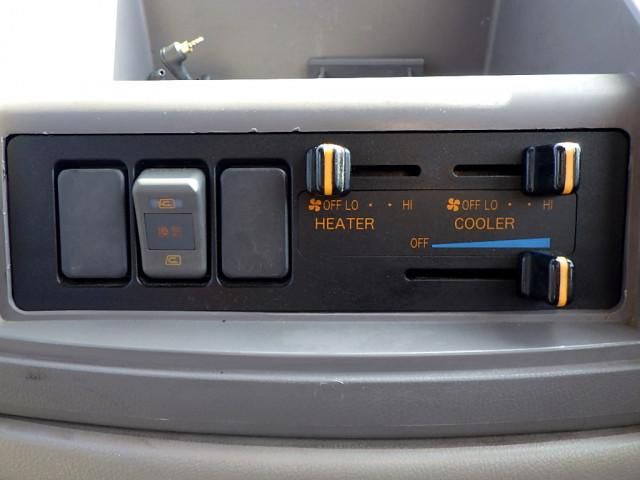 OFF LO · · HI
HEATER
OFF LO · · HI
COOLER
OFF